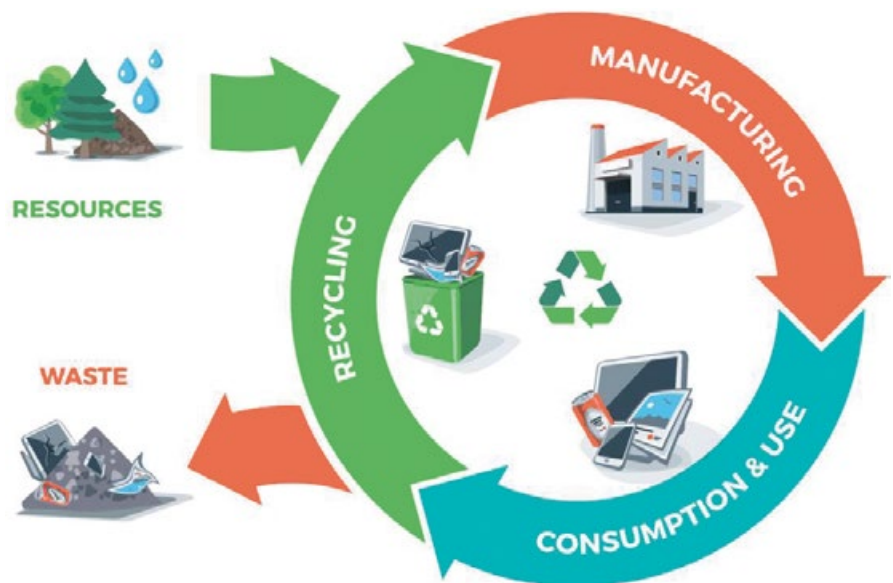 RESOURCES
WASTE
RECYCLING
MANUFACTURING
CONSUMPTION & USE